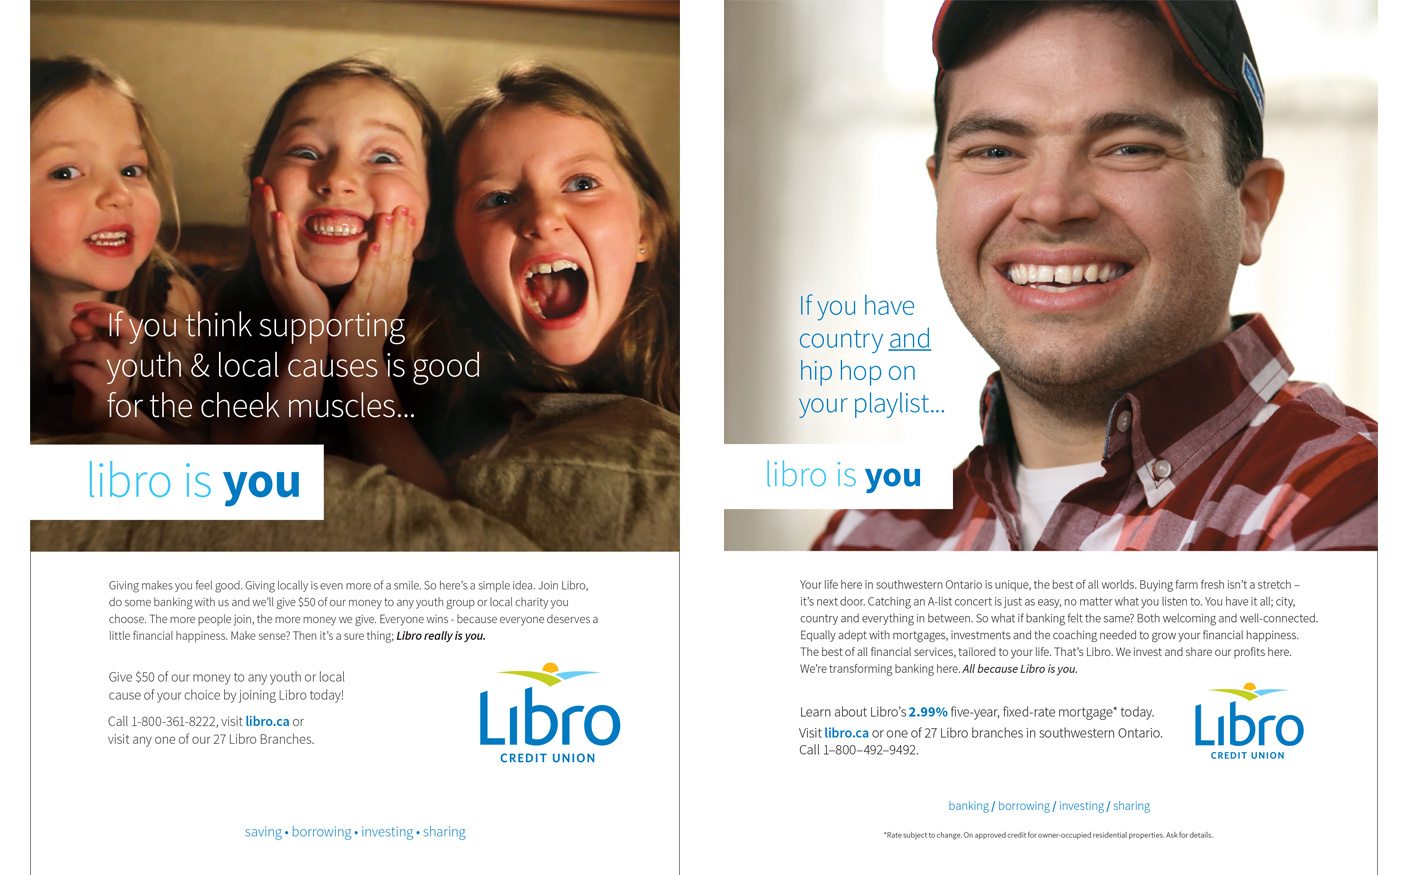 If you think supporting
youth & local causes is good
for the cheek muscles...
libro is you
Giving makes you feel good. Giving locally is even more of a smile. So here's a simple idea. Join Libro,
do some banking with us and we'll give $50 of our money to any youth group or local charity you
choose. The more people join, the more money we give. Everyone wins - because everyone deserves a
little financial happiness. Make sense? Then it's a sure thing; Libro really is you.
Give $50 of our money to any youth or local
cause of your choice by joining Libro today!
Call 1-800-361-8222, visit libro.ca or
visit any one of our 27 Libro Branches.
Libro
CREDIT UNION
saving • borrowing • investing • sharing
If you have
country and
hip hop on
your playlist...
libro is you
Your life here in southwestern Ontario is unique, the best of all worlds. Buying farm fresh isn't a stretch –
it's next door. Catching an A-list concert is just as easy, no matter what you listen to. You have it all; city,
country and everything in between. So what if banking felt the same? Both welcoming and well-connected.
Equally adept with mortgages, investments and the coaching needed to grow your financial happiness.
The best of all financial services, tailored to your life. That's Libro. We invest and share our profits here.
We're transforming banking here. All because Libro is you.
Learn about Libro's 2.99% five-year, fixed-rate mortgage* today.
Visit libro.ca or one of 27 Libro branches in southwestern Ontario.
Call 1–800–492–9492.
Libro
CREDIT UNION
banking / borrowing / investing / sharing
*Rate subject to change. On approved credit for owner-occupied residential properties. Ask for details.